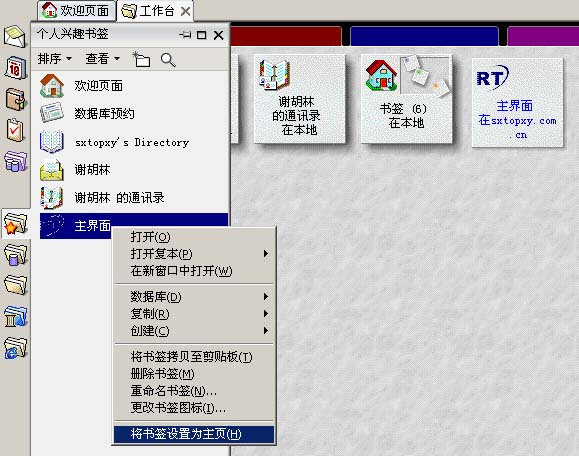 欢迎页面
工作台
个人兴趣书签
排序
查看
欢迎页面
数据库预约
sxtopxy's Directory
谢胡林
谢胡林 的通讯录
主界面
打开(O)
打开复本(P)
在新窗口中打开(W)
数据库(D)
复制(R)
创建(C)
将书签拷贝至剪贴板(T)
删除书签(M)
重命名书签(N)...
更改书签图标(I)...
将书签设置为主页(H)
谢胡林
的通讯录
在本地
书签 (6)
在本地
RT
主界面
在sxtopxy.com
.cn
18